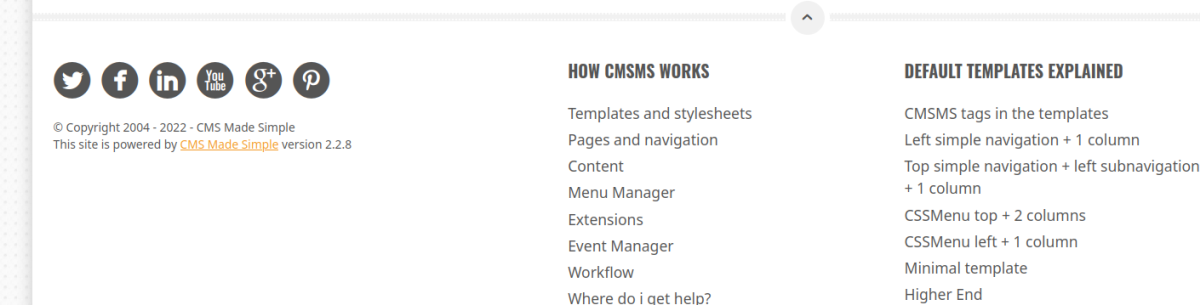 You
Tube
g+
© Copyright 2004 - 2022 - CMS Made Simple
This site is powered by CMS Made Simple version 2.2.8
HOW CMSMS WORKS
Templates and stylesheets
Pages and navigation
Content
Menu Manager
Extensions
Event Manager
Workflow
Where do i get help?
DEFAULT TEMPLATES EXPLAINED
CMSMS tags in the templates
Left simple navigation + 1 column
Top simple navigation + left subnavigation
+ 1 column
CSSMenu top + 2 columns
CSSMenu left + 1 column
Minimal template
Higher End